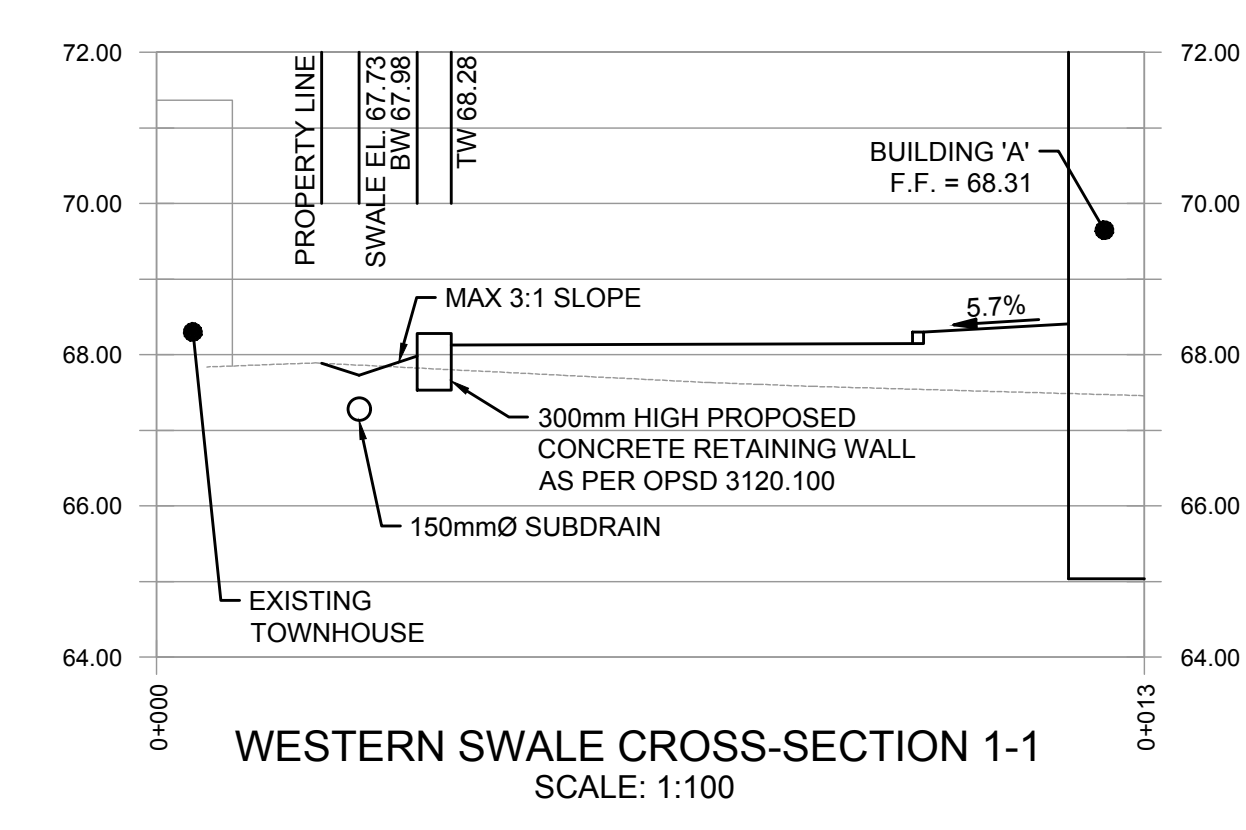 72.00
72.00
PROPERTY LINE
SWALE EL. 67.73
BW 67.98
TW 68.28
BUILDING 'A'
F.F. = 68.31
70.00
70.00
MAX 3:1 SLOPE
5.7%
68.00
68.00
300mm HIGH PROPOSED
CONCRETE RETAINING WALL
AS PER OPSD 3120.100
66.00
66.00
150mmØ SUBDRAIN
EXISTING
TOWNHOUSE
64.00
64.00
0+000
0+013
WESTERN SWALE CROSS-SECTION 1-1
SCALE: 1:100